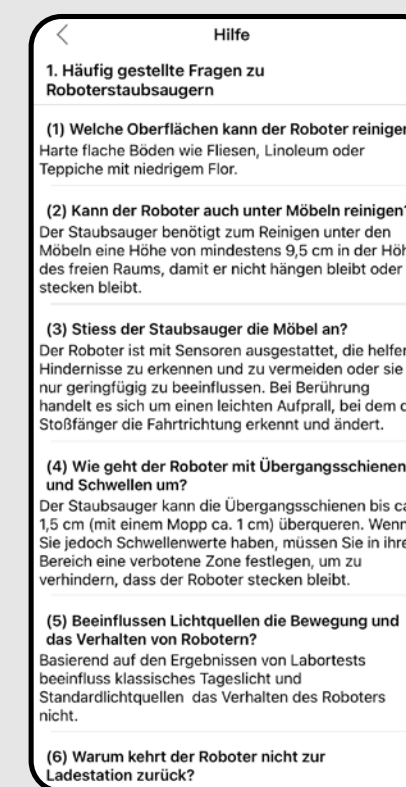 Hilfe
1. Häufig gestellte Fragen zu
Roboterstaubsaugern
(1) Welche Oberflächen kann der Roboter reiniger
Harte flache Böden wie Fliesen, Linoleum oder
Teppiche mit niedrigem Flor.
(2) Kann der Roboter auch unter Möbeln reinigen?
Der Staubsauger benötigt zum Reinigen unter den
Möbeln eine Höhe von mindestens 9,5 cm in der Höh
des freien Raums, damit er nicht hängen bleibt oder
stecken bleibt.
(3) Stiess der Staubsauger die Möbel an?
Der Roboter ist mit Sensoren ausgestattet, die helfen
Hindernisse zu erkennen und zu vermeiden oder sie
nur geringfügig zu beeinflussen. Bei Berührung
handelt es sich um einen leichten Aufprall, bei dem d
Stoßfänger die Fahrtrichtung erkennt und ändert.
(4) Wie geht der Roboter mit Übergangsschienen
und Schwellen um?
Der Staubsauger kann die Übergangsschienen bis ca
1,5 cm (mit einem Mopp ca. 1 cm) überqueren. Wenn
Sie jedoch Schwellenwerte haben, müssen Sie in ihre
Bereich eine verbotene Zone festlegen, um zu
verhindern, dass der Roboter stecken bleibt.
(5) Beeinflussen Lichtquellen die Bewegung und
das Verhalten von Robotern?
Basierend auf den Ergebnissen von Labortests
beeinfluss klassisches Tageslicht und
Standardlichtquellen das Verhalten des Roboters
nicht.
(6) Warum kehrt der Roboter nicht zur
Ladestation zurück?